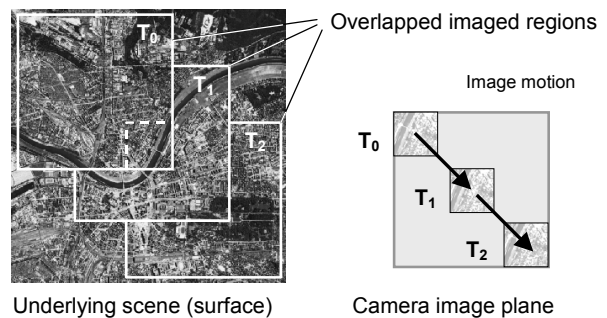 Overlapped imaged regions
T0
T1
T2
Image motion
T0
T1
T2
Underlying scene (surface)
Camera image plane